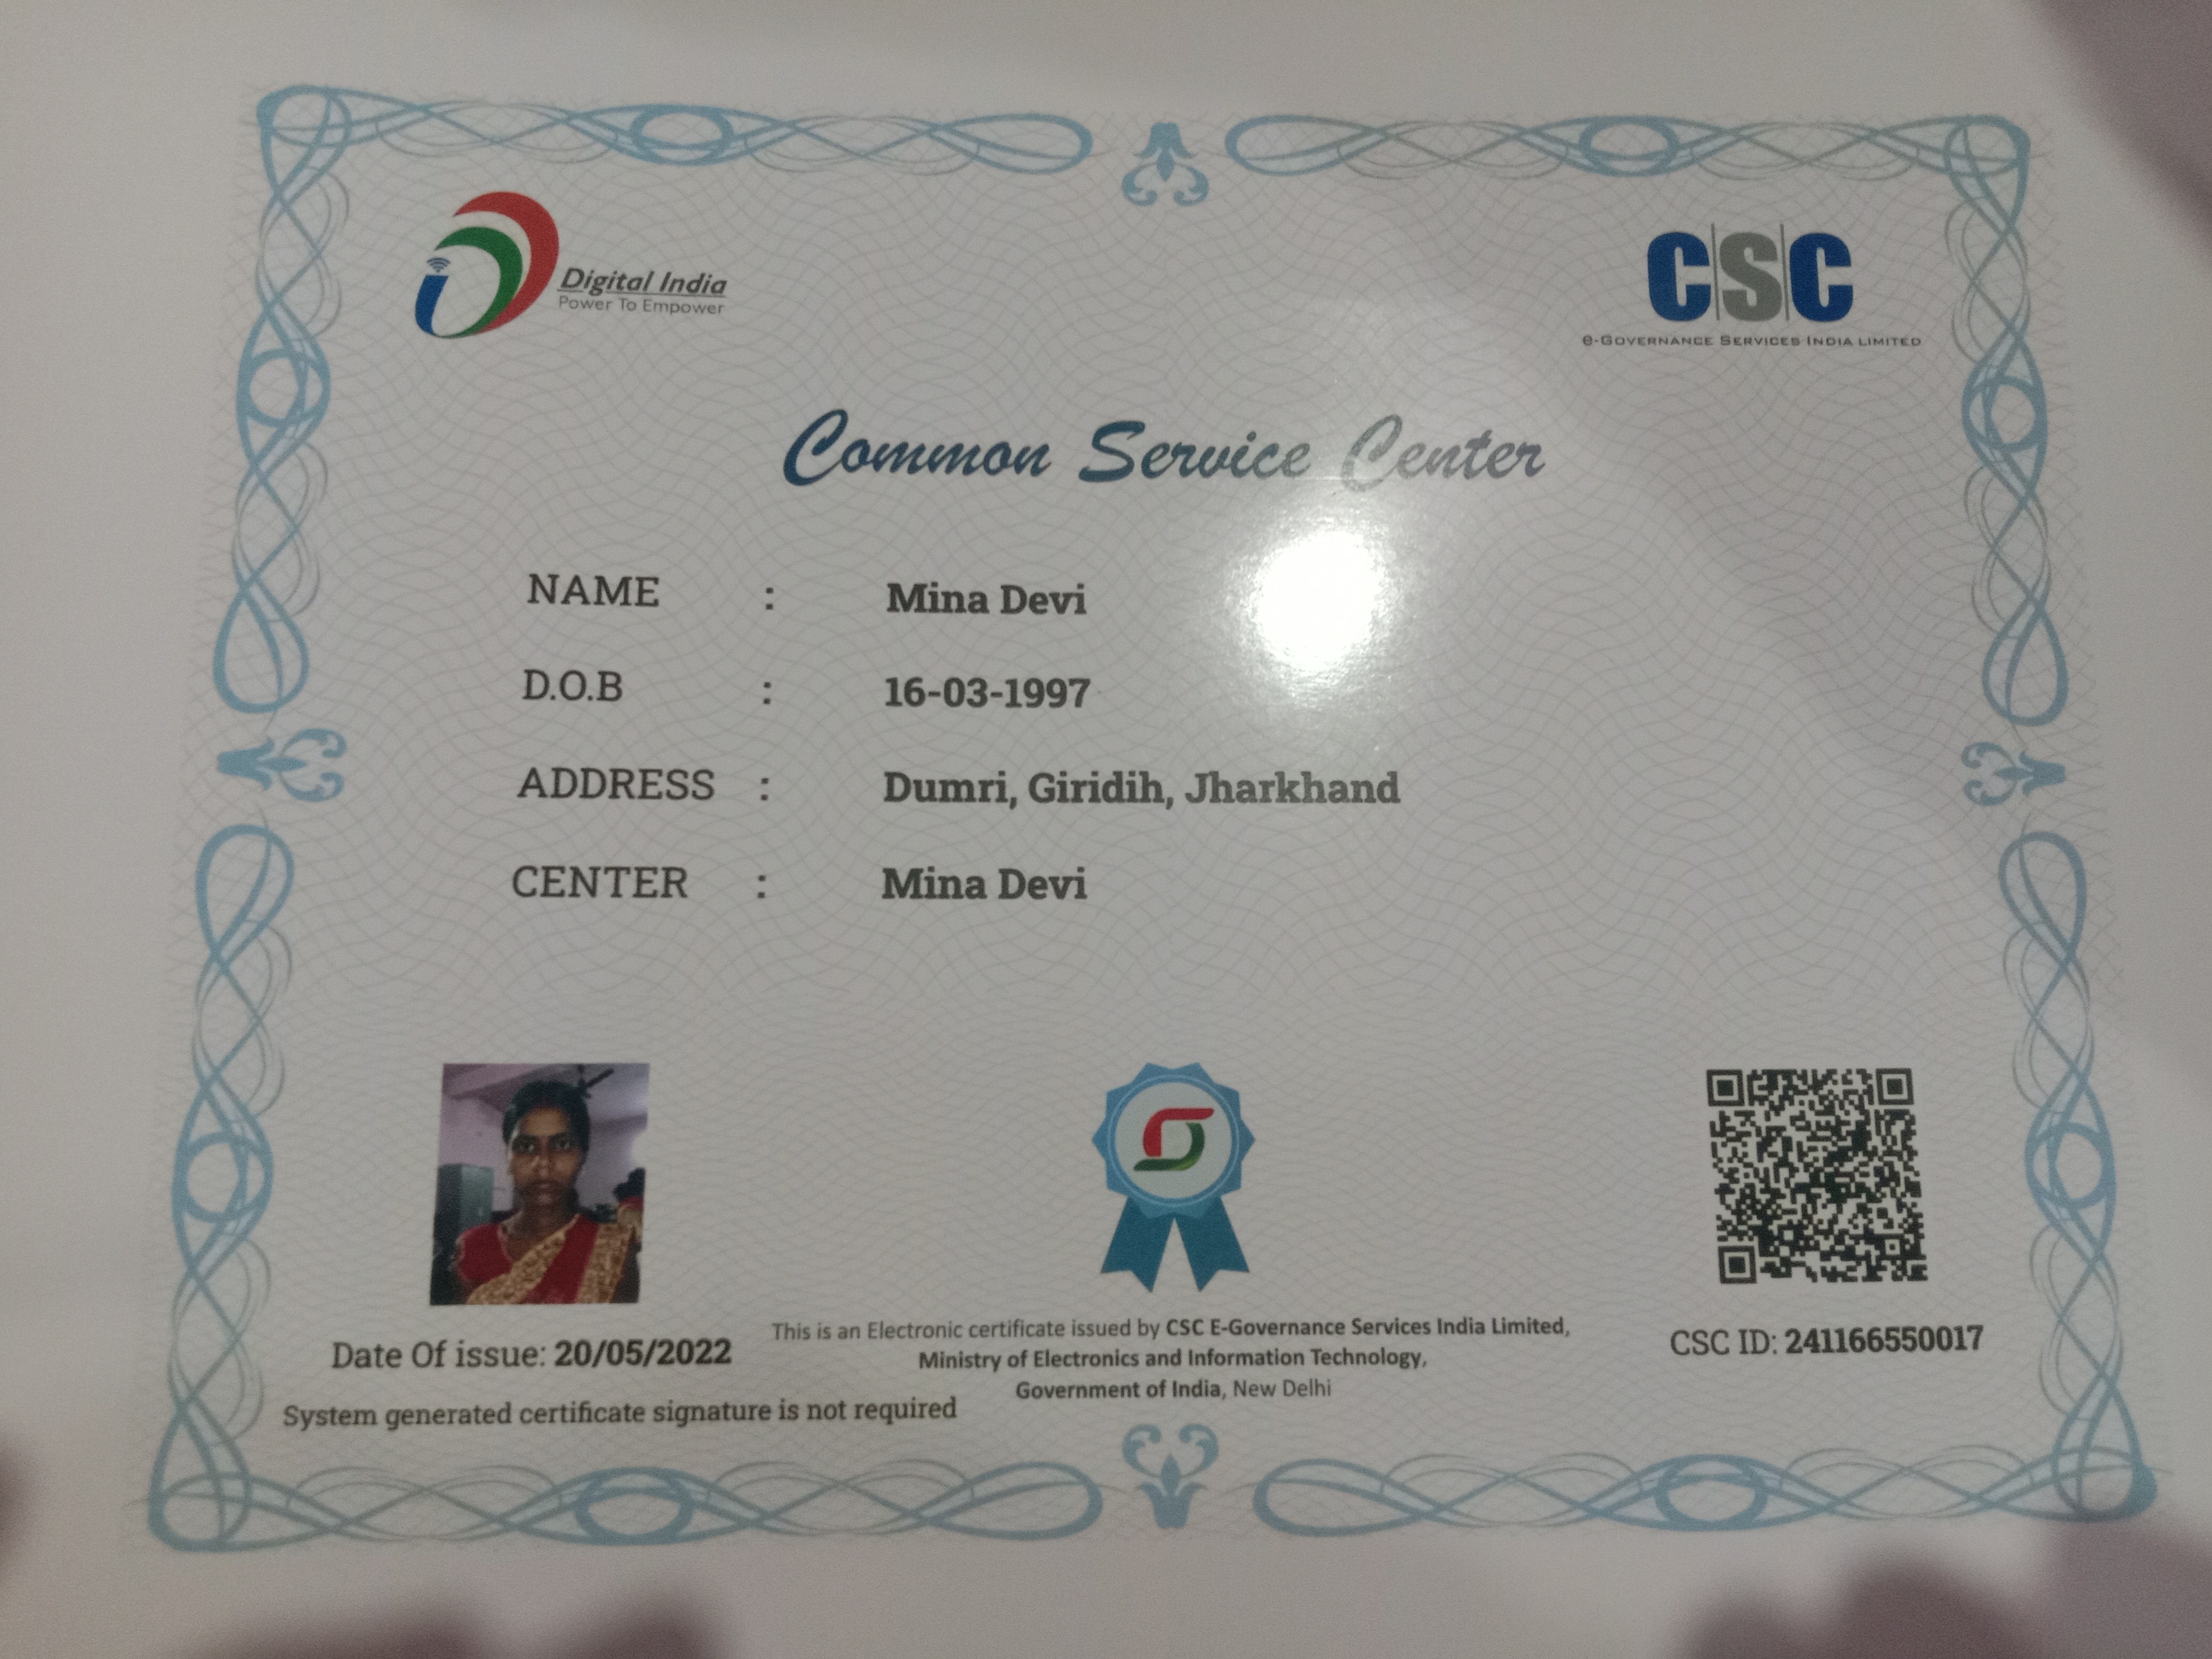 Digital India
Power To Empower
CSC
e-Governance Services India Limited
Common Service Center
NAME : Mina Devi
D.O.B : 16-03-1997
ADDRESS : Dumri, Giridih, Jharkhand
CENTER : Mina Devi
This is an Electronic certificate issued by CSC E-Governance Services India Limited,
Ministry of Electronics and Information Technology,
Government of India, New Delhi
Date Of issue: 20/05/2022
CSC ID: 241166550017
System generated certificate signature is not required